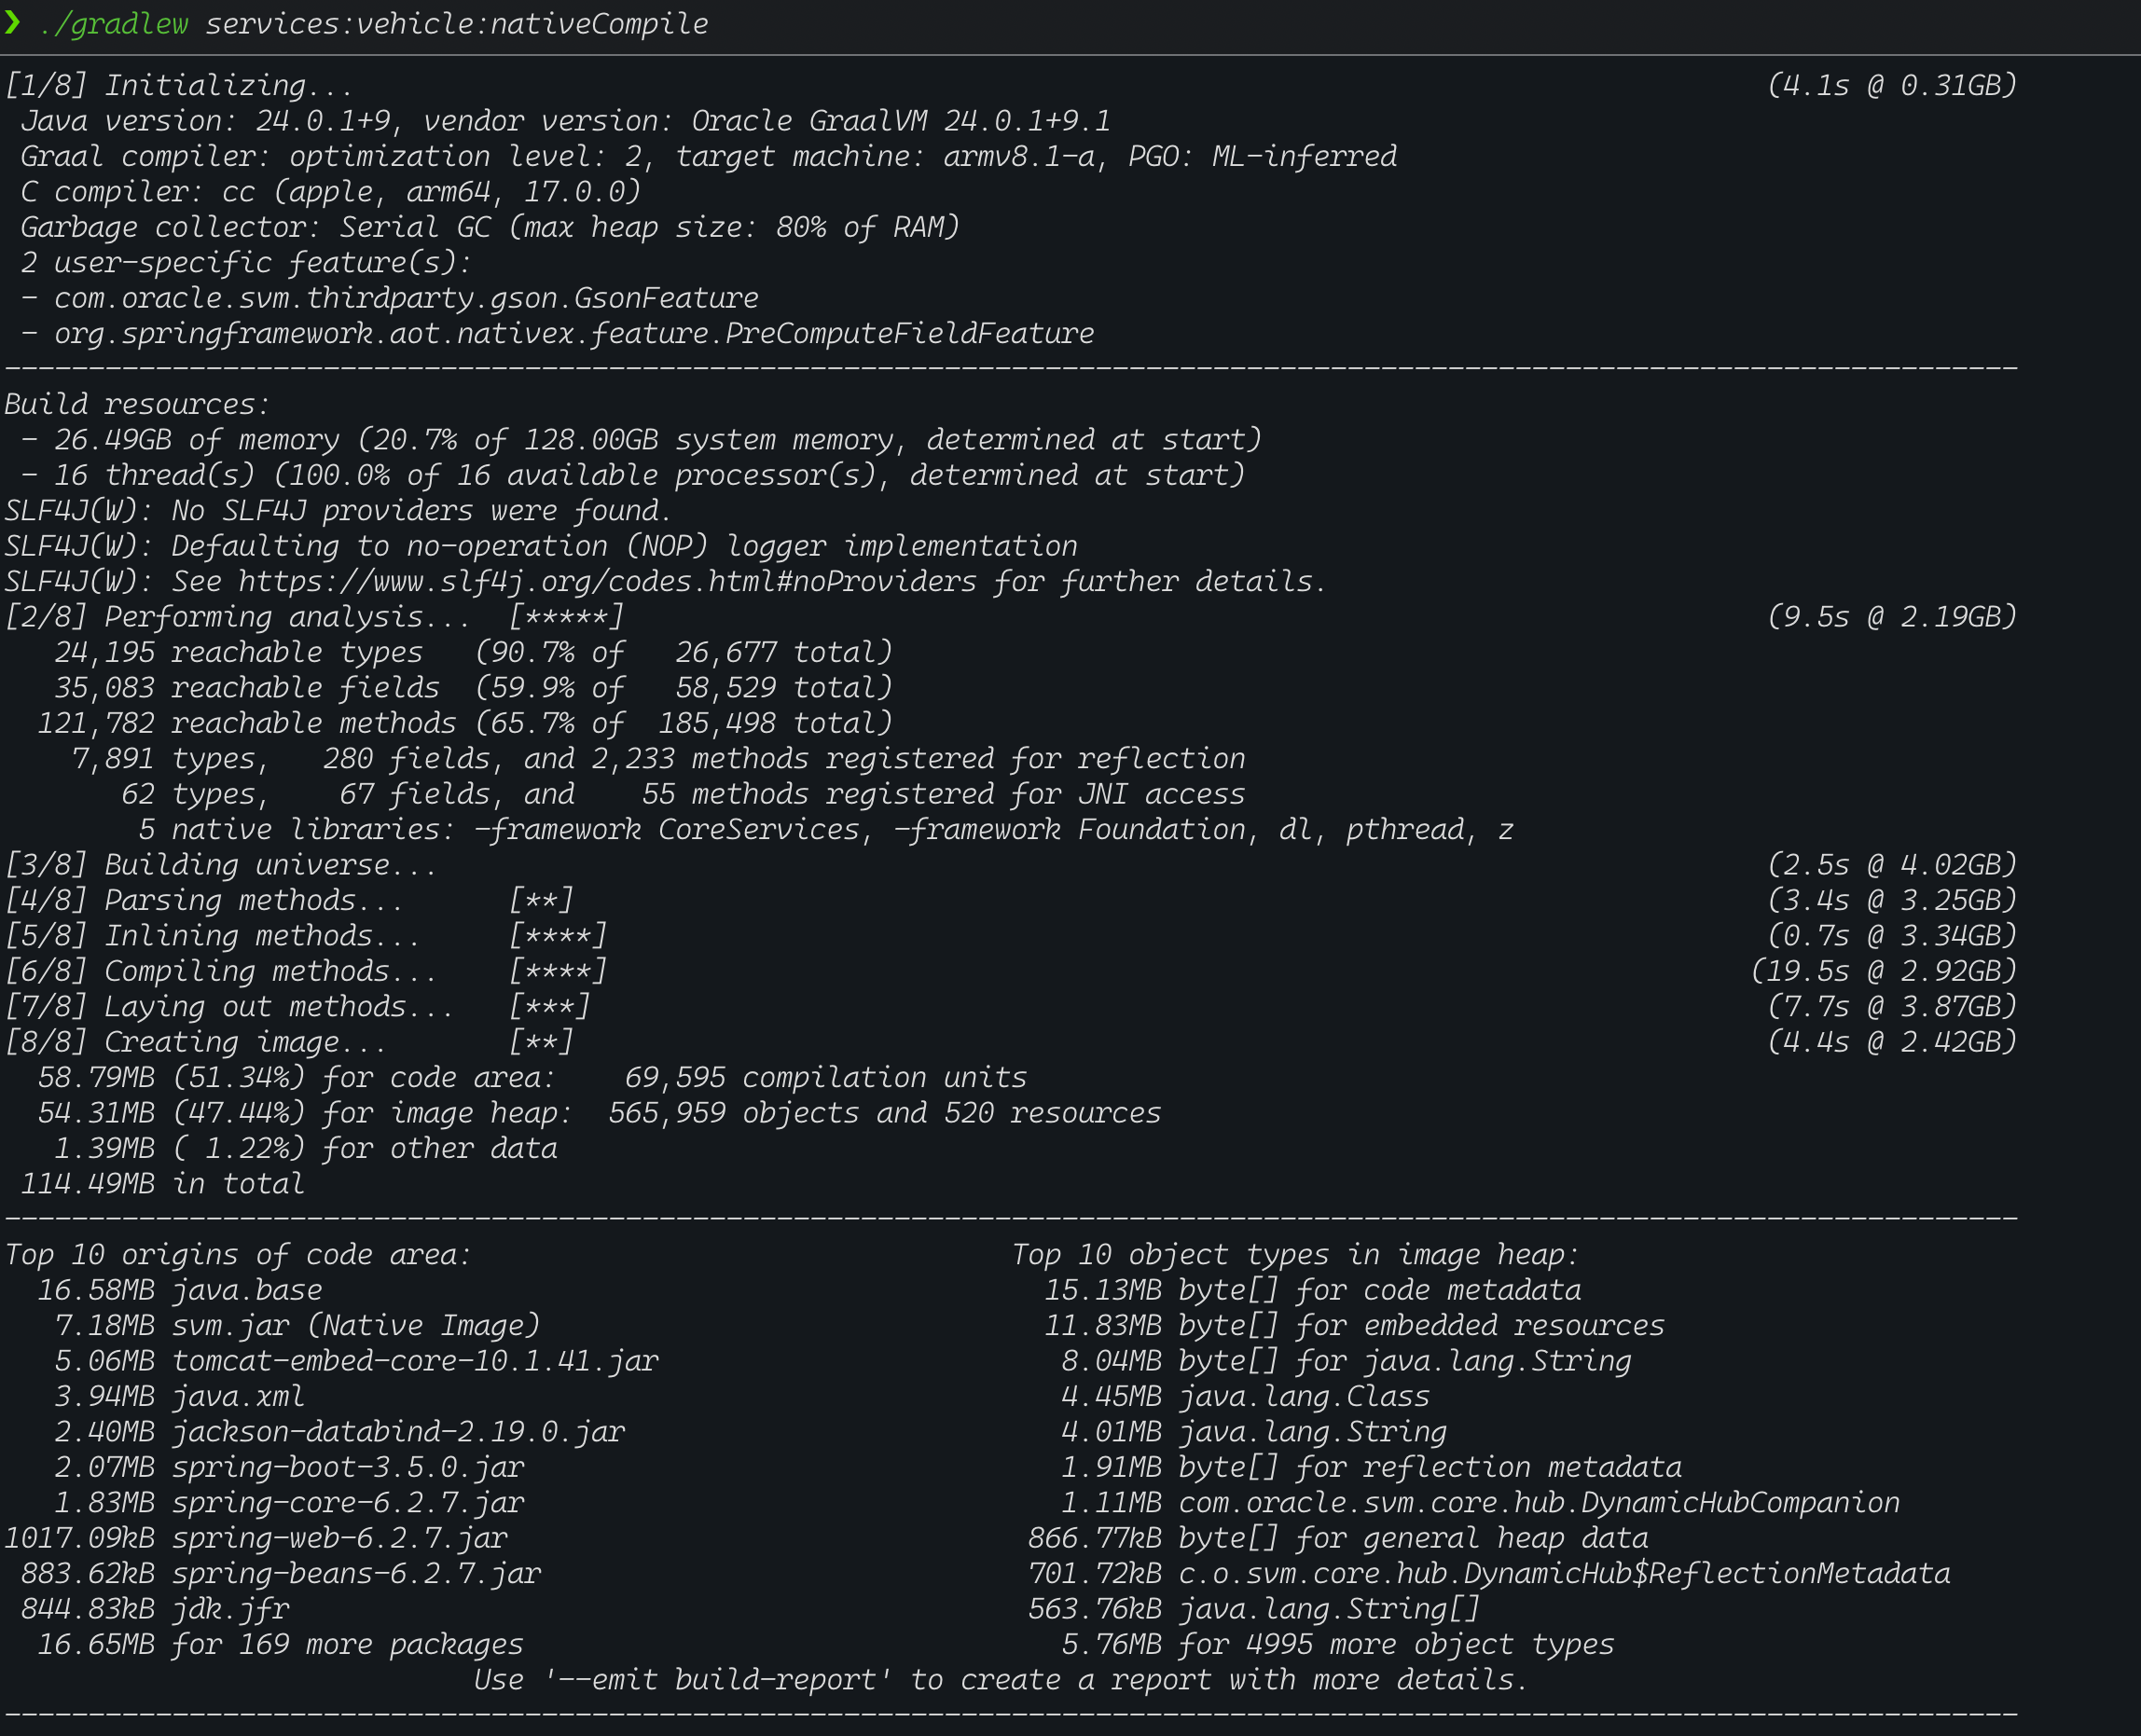 ❯ ./gradlew services:vehicle:nativeCompile
[1/8] Initializing... (4.1s @ 0.31GB)
Java version: 24.0.1+9, vendor version: Oracle GraalVM 24.0.1+9.1
Graal compiler: optimization level: 2, target machine: armv8.1-a, PGO: ML-inferred
C compiler: cc (apple, arm64, 17.0.0)
Garbage collector: Serial GC (max heap size: 80% of RAM)
2 user-specific feature(s):
- com.oracle.svm.thirdparty.gson.GsonFeature
- org.springframework.aot.nativex.feature.PreComputeFieldFeature
Build resources:
- 26.49GB of memory (20.7% of 128.00GB system memory, determined at start)
- 16 thread(s) (100.0% of 16 available processor(s), determined at start)
SLF4J(W): No SLF4J providers were found.
SLF4J(W): Defaulting to no-operation (NOP) logger implementation
SLF4J(W): See https://www.slf4j.org/codes.html#noProviders for further details.
[2/8] Performing analysis... [*****] (9.5s @ 2.19GB)
24,195 reachable types (90.7% of 26,677 total)
35,083 reachable fields (59.9% of 58,529 total)
121,782 reachable methods (65.7% of 185,498 total)
7,891 types, 280 fields, and 2,233 methods registered for reflection
62 types, 67 fields, and 55 methods registered for JNI access
5 native libraries: -framework CoreServices, -framework Foundation, dl, pthread, z
[3/8] Building universe... (2.5s @ 4.02GB)
[4/8] Parsing methods... [**] (3.4s @ 3.25GB)
[5/8] Inlining methods... [****] (0.7s @ 3.34GB)
[6/8] Compiling methods... [****] (19.5s @ 2.92GB)
[7/8] Laying out methods... [***] (7.7s @ 3.87GB)
[8/8] Creating image... [**] (4.4s @ 2.42GB)
58.79MB (51.34%) for code area: 69,595 compilation units
54.31MB (47.44%) for image heap: 565,959 objects and 520 resources
1.39MB ( 1.22%) for other data
114.49MB in total
Top 10 origins of code area: Top 10 object types in image heap:
16.58MB java.base 15.13MB byte[] for code metadata
7.18MB svm.jar (Native Image) 11.83MB byte[] for embedded resources
5.06MB tomcat-embed-core-10.1.41.jar 8.04MB byte[] for java.lang.String
3.94MB java.xml 4.45MB java.lang.Class
2.40MB jackson-databind-2.19.0.jar 4.01MB java.lang.String
2.07MB spring-boot-3.5.0.jar 1.91MB byte[] for reflection metadata
1.83MB spring-core-6.2.7.jar 1.11MB com.oracle.svm.core.hub.DynamicHubCompanion
1017.09kB spring-web-6.2.7.jar 866.77kB byte[] for general heap data
883.62kB spring-beans-6.2.7.jar 701.72kB c.o.svm.core.hub.DynamicHub$ReflectionMetadata
844.83kB jdk.jfr 563.76kB java.lang.String[]
16.65MB for 169 more packages 5.76MB for 4995 more object types
Use '--emit build-report' to create a report with more details.